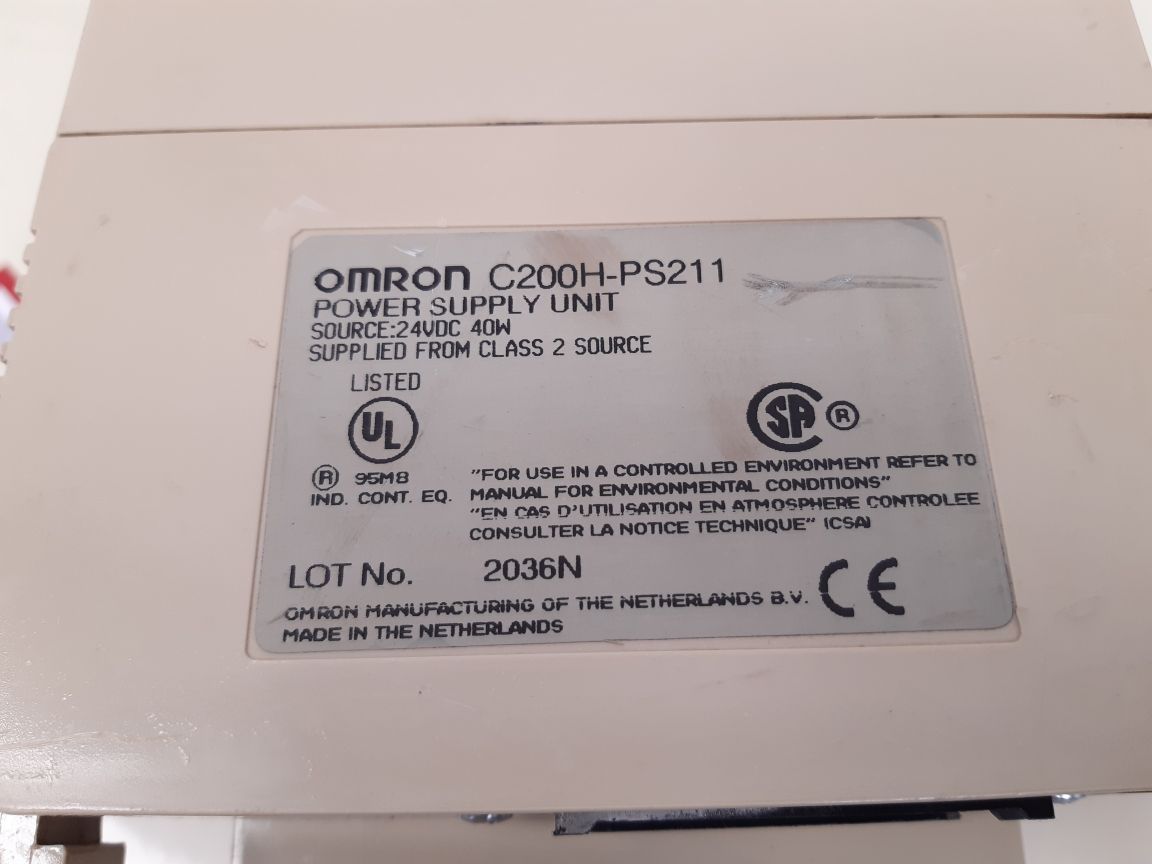 OMRON C200H-PS211
POWER SUPPLY UNIT
SOURCE:24VDC 40W
SUPPLIED FROM CLASS 2 SOURCE
LISTED
UL
SA ®
® 95M8
IND. CONT. EQ.
"FOR USE IN A CONTROLLED ENVIRONMENT REFER TO
MANUAL FOR ENVIRONMENTAL CONDITIONS"
"EN CAS D'UTILISATION EN ATMOSPHERE CONTROLEE
CONSULTER LA NOTICE TECHNIQUE" (CSA)
LOT No. 2036N
OMRON MANUFACTURING OF THE NETHERLANDS B.V.
MADE IN THE NETHERLANDS
CE